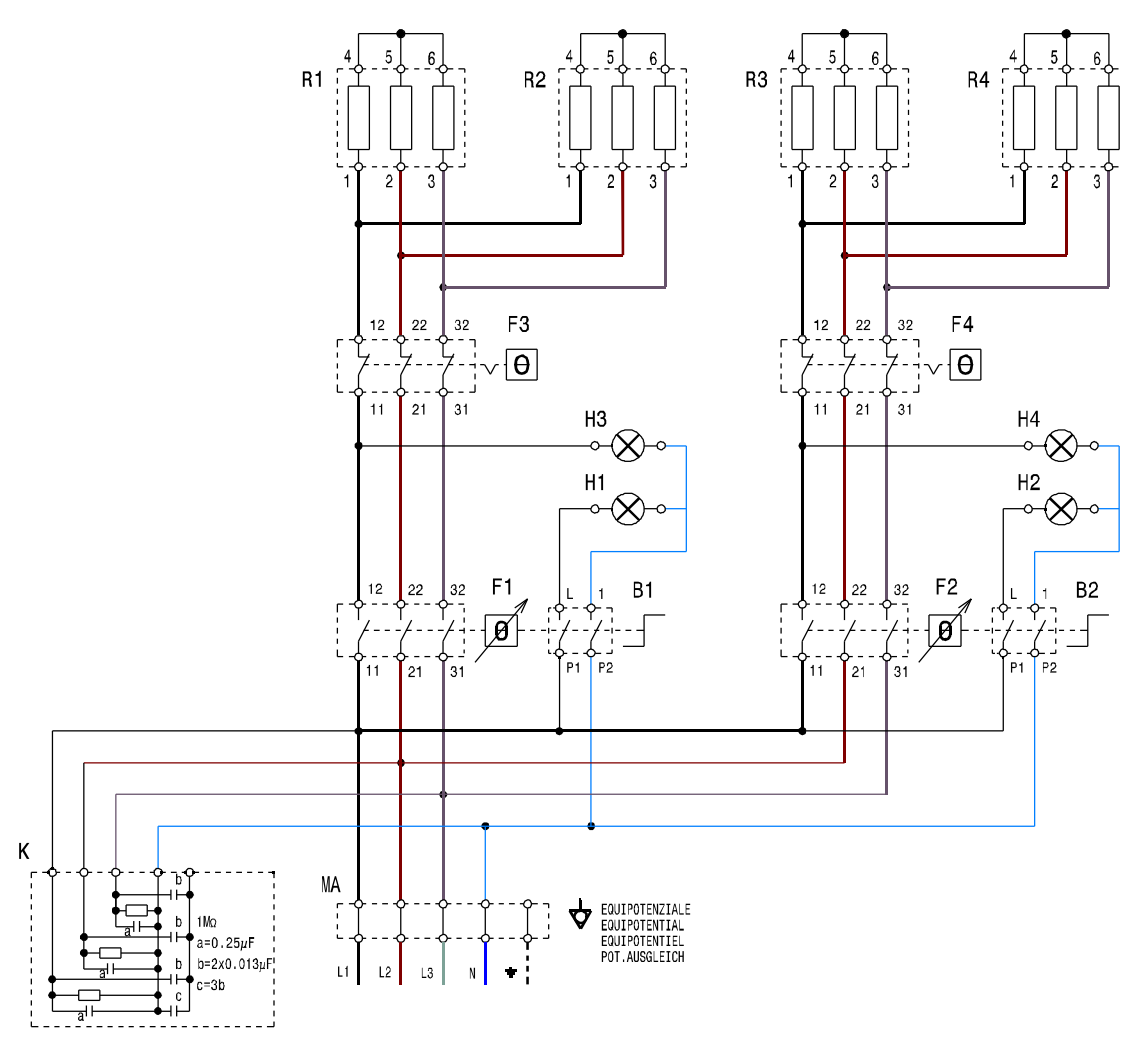 4 5 6 4 5 6 4 5 6 4 5 6
R1 R2 R3 R4
1 2 3 1 2 3 1 2 3 1 2 3
12 22 32 F3 12 22 32 F4
θ θ
11 21 31 11 21 31
H3 H4
H1 H2
12 22 32 F1 L 1 B1 12 22 32 F2 L 1 B2
θ θ
11 21 31 P1 P2 11 21 31 P1 P2
K
MA
b
1MΩ
a b
a=0.25µF
b=2x0.013µF
a b
c=3b
c
a
EQUIPOTENZIALE
EQUIPOTENTIAL
EQUIPOTENTIEL
POT.AUSGLEICH
L1 L2 L3 N